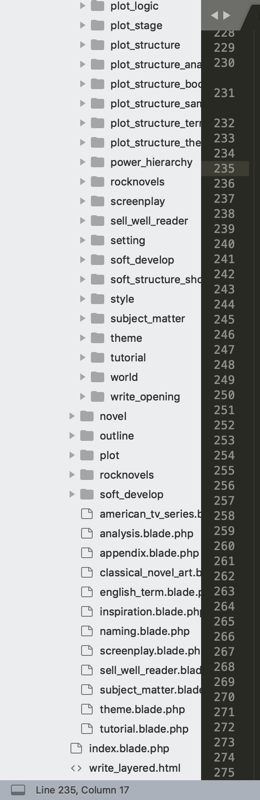 plot_logic
plot_stage
plot_structure
plot_structure_ana
plot_structure_boo
plot_structure_sam
plot_structure_terr
plot_structure_the
power_hierarchy
rocknovels
screenplay
sell_well_reader
setting
soft_develop
soft_structure_sho
style
subject_matter
theme
tutorial
world
write_opening
novel
outline
plot
rocknovels
soft_develop
american_tv_series.b
analysis.blade.php
appendix.blade.php
classical_novel_art.b
english_term.blade.p
inspiration.blade.php
naming.blade.php
screenplay.blade.ph
sell_well_reader.blad
subject_matter.blade
theme.blade.php
tutorial.blade.php
index.blade.php
<> write_layered.html
228
229
230
231
232
233
234
235
236
237
238
239
240
241
242
243
244
245
246
247
248
249
250
251
252
253
254
255
256
257
258
259
260
261
262
263
264
265
266
267
268
269
270
271
272
273
274
275
Line 235, Column 17